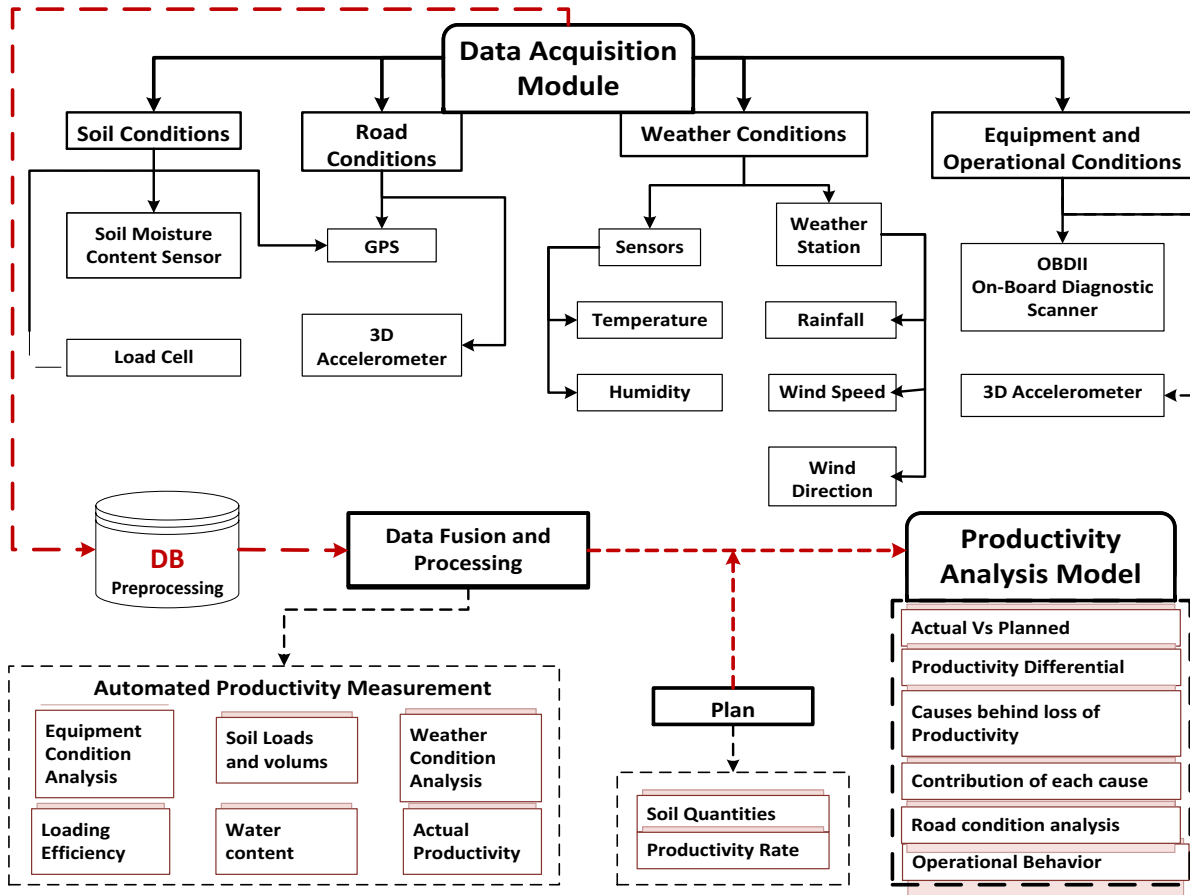 Data Acquisition
Module
Soil Conditions
Road
Conditions
Weather Conditions
Equipment and
Operational Conditions
Soil Moisture
Content Sensor
GPS
Sensors
Weather
Station
OBDII
On-Board Diagnostic
Scanner
Load Cell
3D
Accelerometer
Temperature
Rainfall
Humidity
Wind Speed
3D Accelerometer
Wind
Direction
DB
Preprocessing
Data Fusion and
Processing
Productivity
Analysis Model
Actual Vs Planned
Productivity Differential
Causes behind loss of
Productivity
Contribution of each cause
Road condition analysis
Operational Behavior
Automated Productivity Measurement
Equipment
Condition
Analysis
Soil Loads
and volums
Weather
Condition
Analysis
Loading
Efficiency
Water
content
Actual
Productivity
Plan
Soil Quantities
Productivity Rate